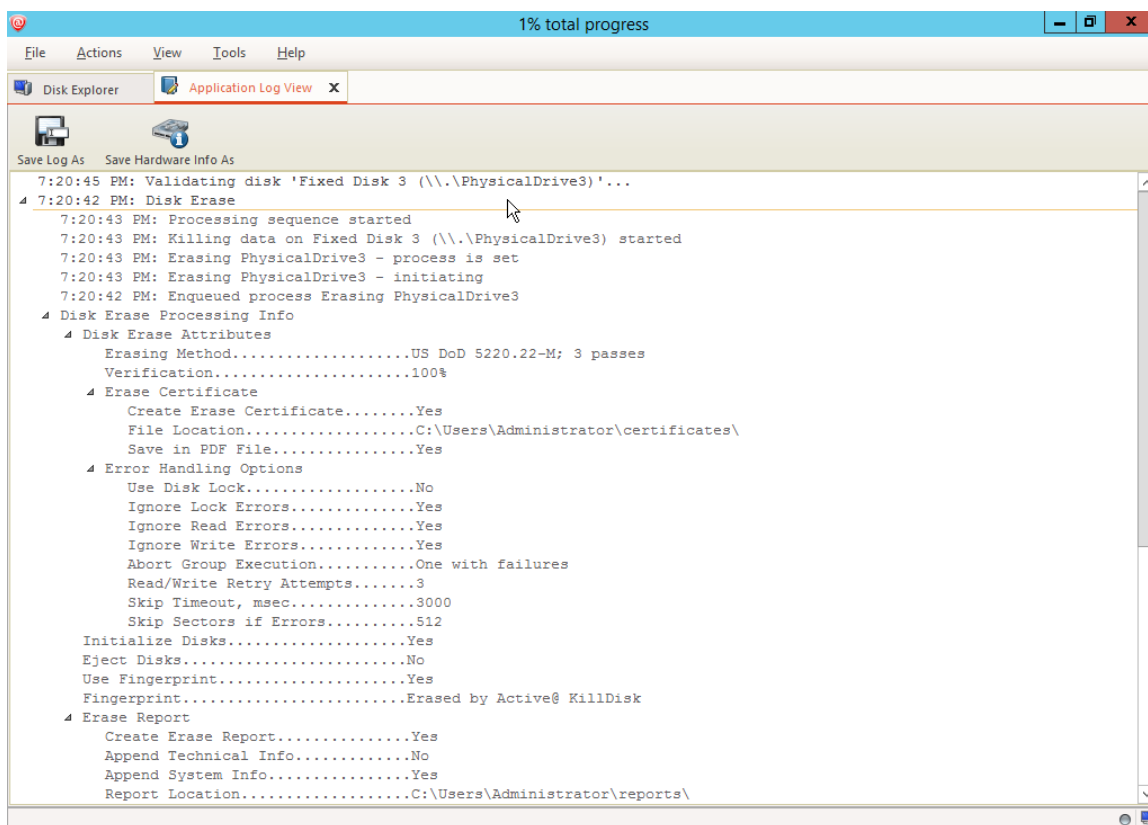 1% total progress
File Actions View Tools Help
Disk Explorer Application Log View X
Save Log As Save Hardware Info As
7:20:45 PM: Validating disk 'Fixed Disk 3 (\\.\PhysicalDrive3)'...
7:20:42 PM: Disk Erase
7:20:43 PM: Processing sequence started
7:20:43 PM: Killing data on Fixed Disk 3 (\\.\PhysicalDrive3) started
7:20:43 PM: Erasing PhysicalDrive3 - process is set
7:20:43 PM: Erasing PhysicalDrive3 - initiating
7:20:42 PM: Enqueued process Erasing PhysicalDrive3
Disk Erase Processing Info
Disk Erase Attributes
Erasing Method....................US DoD 5220.22-M; 3 passes
Verification......................100%
Erase Certificate
Create Erase Certificate........Yes
File Location...................C:\Users\Administrator\certificates\
Save in PDF File................Yes
Error Handling Options
Use Disk Lock...................No
Ignore Lock Errors..............Yes
Ignore Read Errors..............Yes
Ignore Write Errors.............Yes
Abort Group Execution...........One with failures
Read/Write Retry Attempts.......3
Skip Timeout, msec..............3000
Skip Sectors if Errors..........512
Initialize Disks....................Yes
Eject Disks.........................No
Use Fingerprint.....................Yes
Fingerprint.........................Erased by Active@ KillDisk
Erase Report
Create Erase Report...............Yes
Append Technical Info.............No
Append System Info................Yes
Report Location...................C:\Users\Administrator\reports\